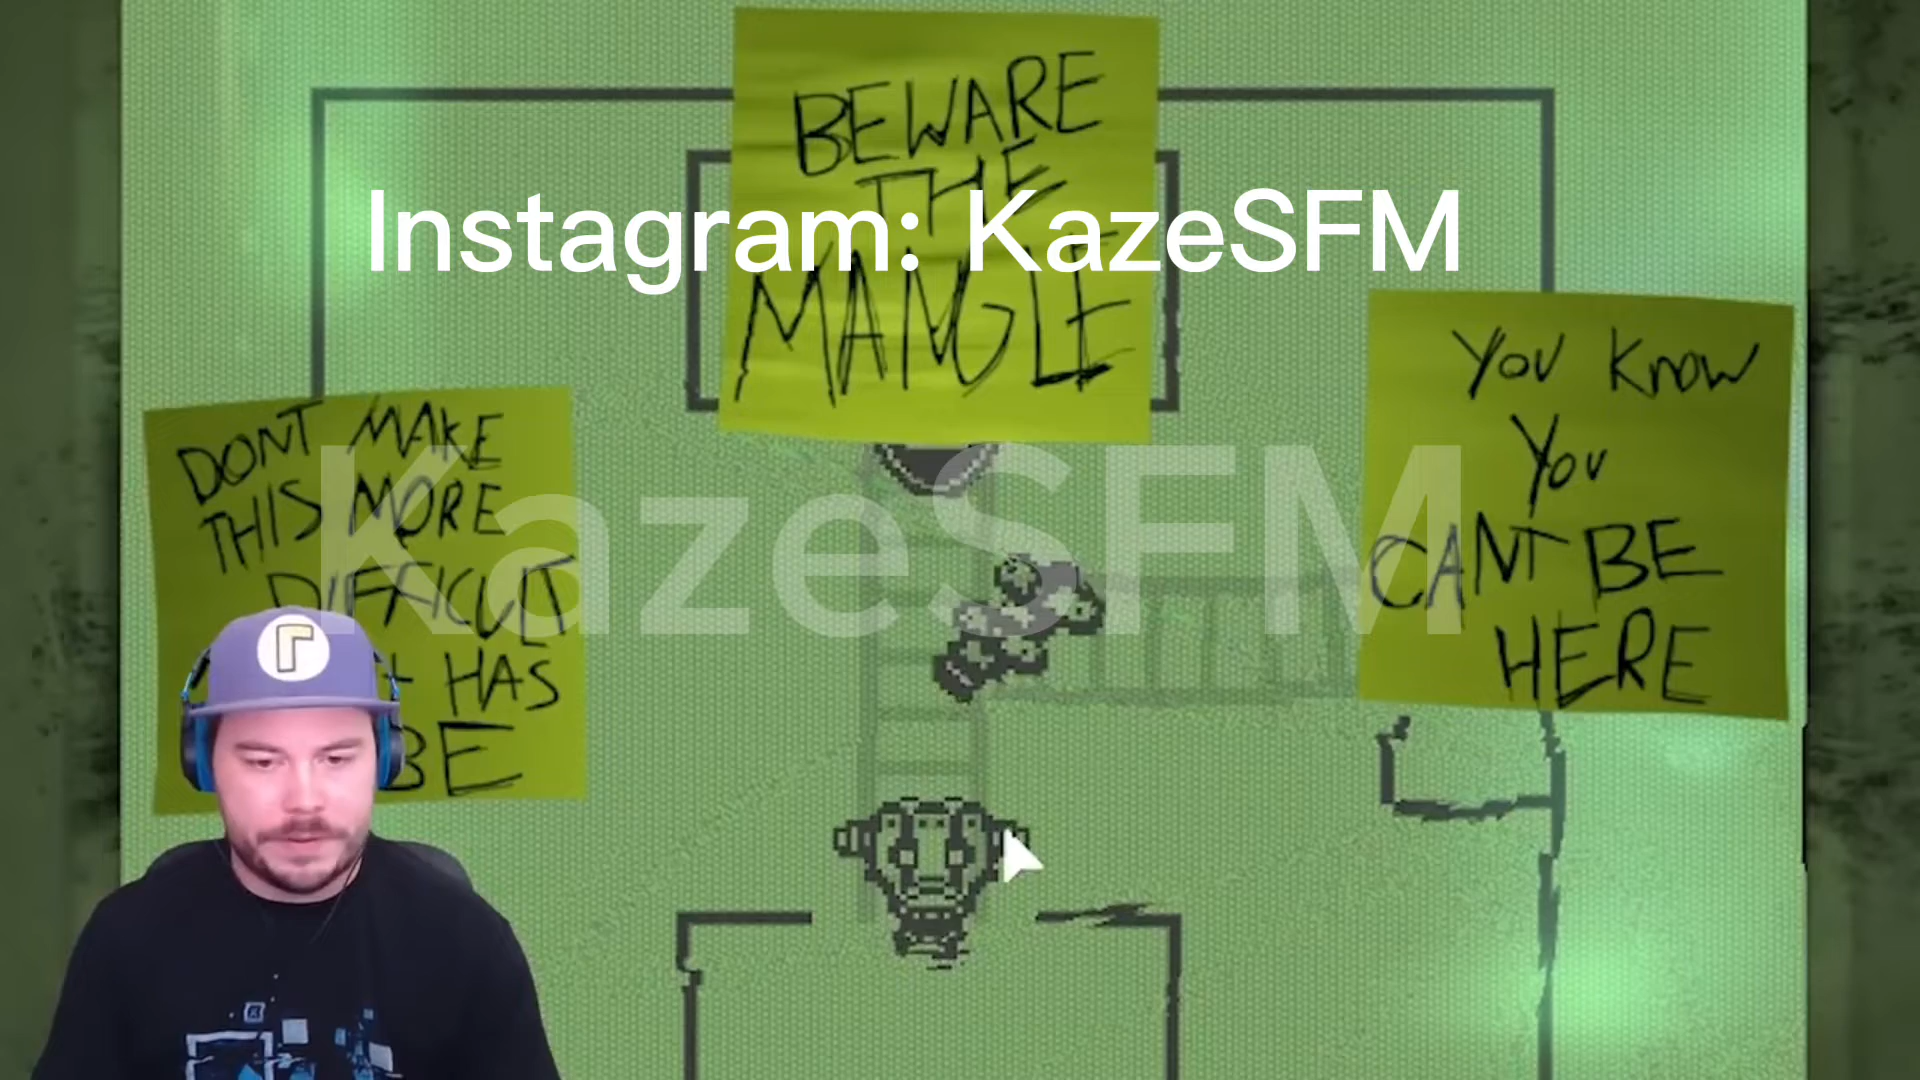 BEWARE
THE
MANGLE
Instagram: KazeSFM
YOU KNOW
YOU
CANT BE
HERE
DONT MAKE
THIS MORE
DIFFICULT
HAS
BE
KazeSFM